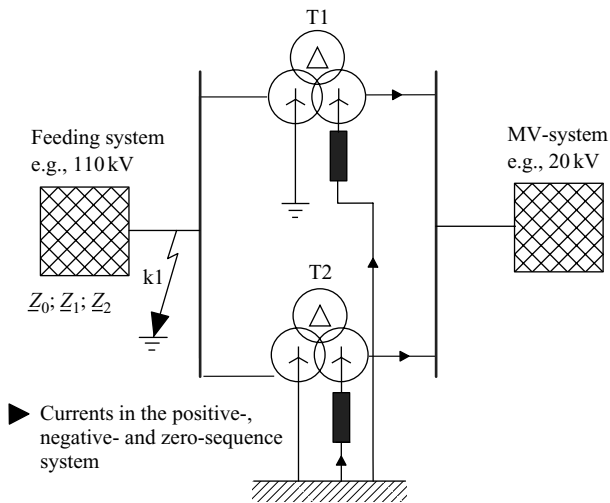 T1
Feeding system
e.g., 110 kV
MV-system
e.g., 20 kV
k1
Z0; Z1; Z2
T2
Currents in the positive-,
negative- and zero-sequence
system